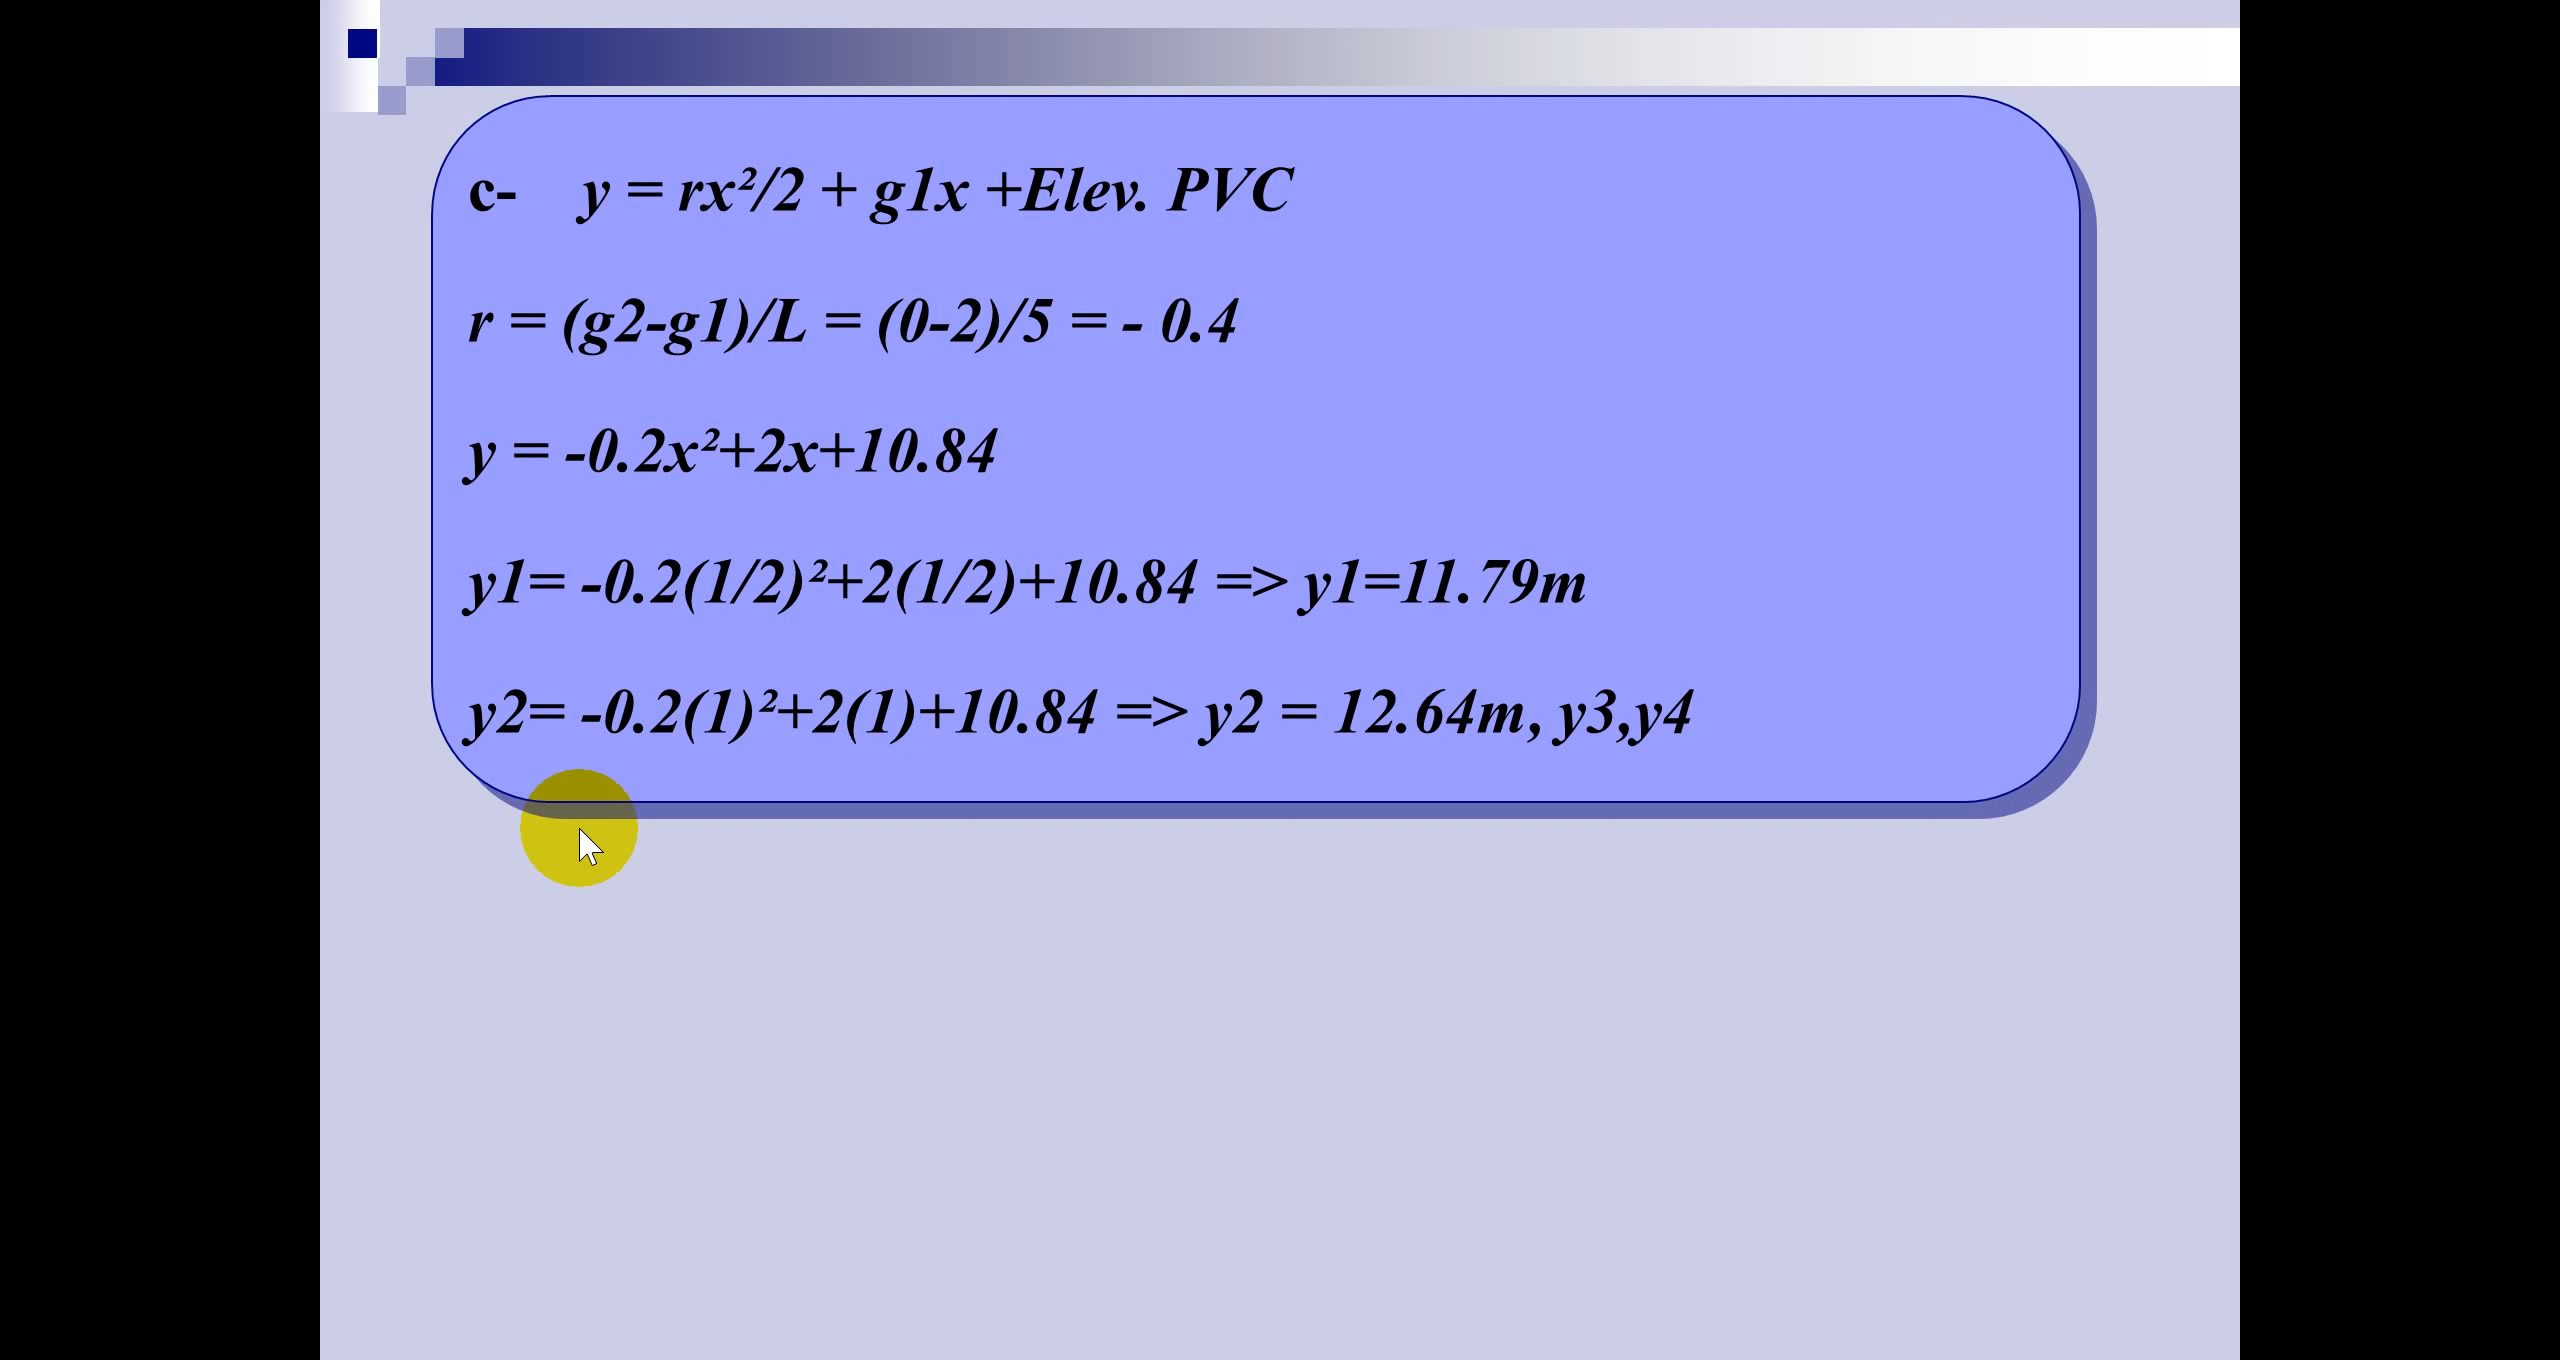 c- y = rx²/2 + g1x +Elev. PVC
r = (g2-g1)/L = (0-2)/5 = - 0.4
y = -0.2x²+2x+10.84
y1= -0.2(1/2)²+2(1/2)+10.84 => y1=11.79m
y2= -0.2(1)²+2(1)+10.84 => y2 = 12.64m, y3,y4